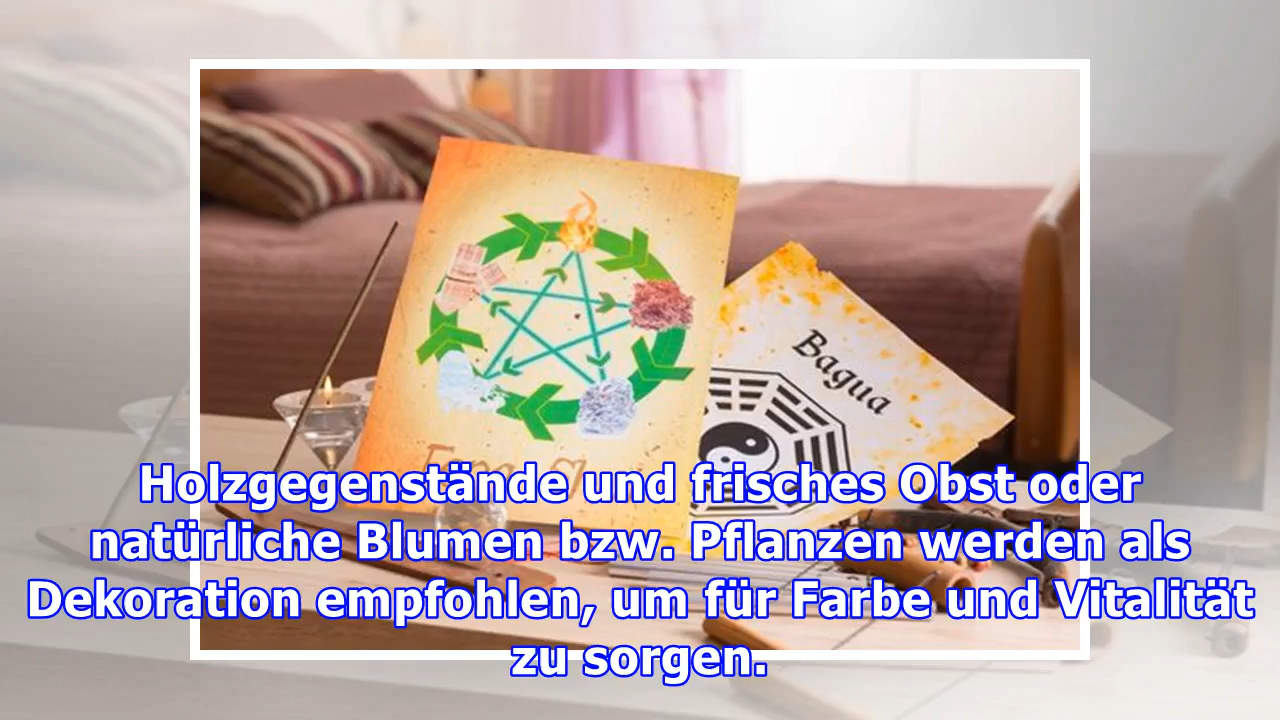 Bagua
Holzgegenstände und frisches Obst oder
natürliche Blumen bzw. Pflanzen werden als
Dekoration empfohlen, um für Farbe und Vitalität
zu sorgen.